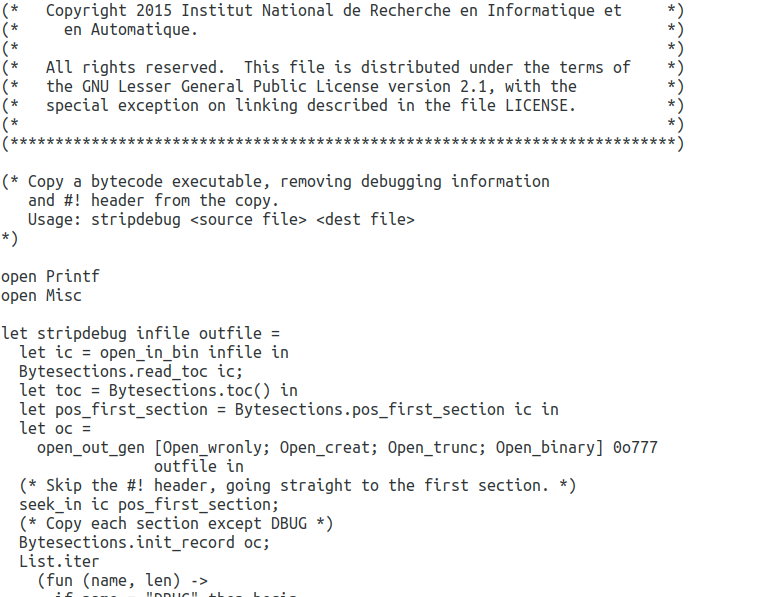 (*   Copyright 2015 Institut National de Recherche en Informatique et     *)
(*     en Automatique.                                                    *)
(*                                                                        *)
(*   All rights reserved.  This file is distributed under the terms of    *)
(*   the GNU Lesser General Public License version 2.1, with the          *)
(*   special exception on linking described in the file LICENSE.          *)
(*                                                                        *)
(**************************************************************************)

(* Copy a bytecode executable, removing debugging information
   and #! header from the copy.
   Usage: stripdebug <source file> <dest file>
*)

open Printf
open Misc

let stripdebug infile outfile =
  let ic = open_in_bin infile in
  Bytesections.read_toc ic;
  let toc = Bytesections.toc() in
  let pos_first_section = Bytesections.pos_first_section ic in
  let oc =
    open_out_gen [Open_wronly; Open_creat; Open_trunc; Open_binary] 0o777
                 outfile in
  (* Skip the #! header, going straight to the first section. *)
  seek_in ic pos_first_section;
  (* Copy each section except DBUG *)
  Bytesections.init_record oc;
  List.iter
    (fun (name, len) ->
      if name = "DBUG" then begin